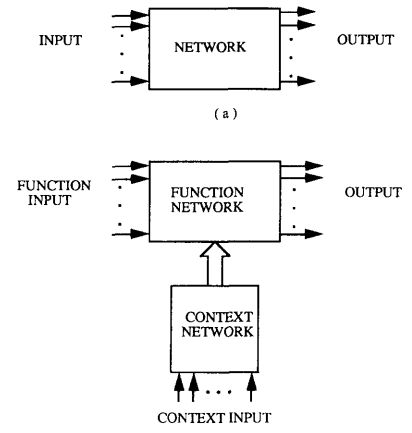 INPUT
NETWORK
OUTPUT
( a )
FUNCTION
INPUT
FUNCTION
NETWORK
OUTPUT
CONTEXT
NETWORK
CONTEXT INPUT